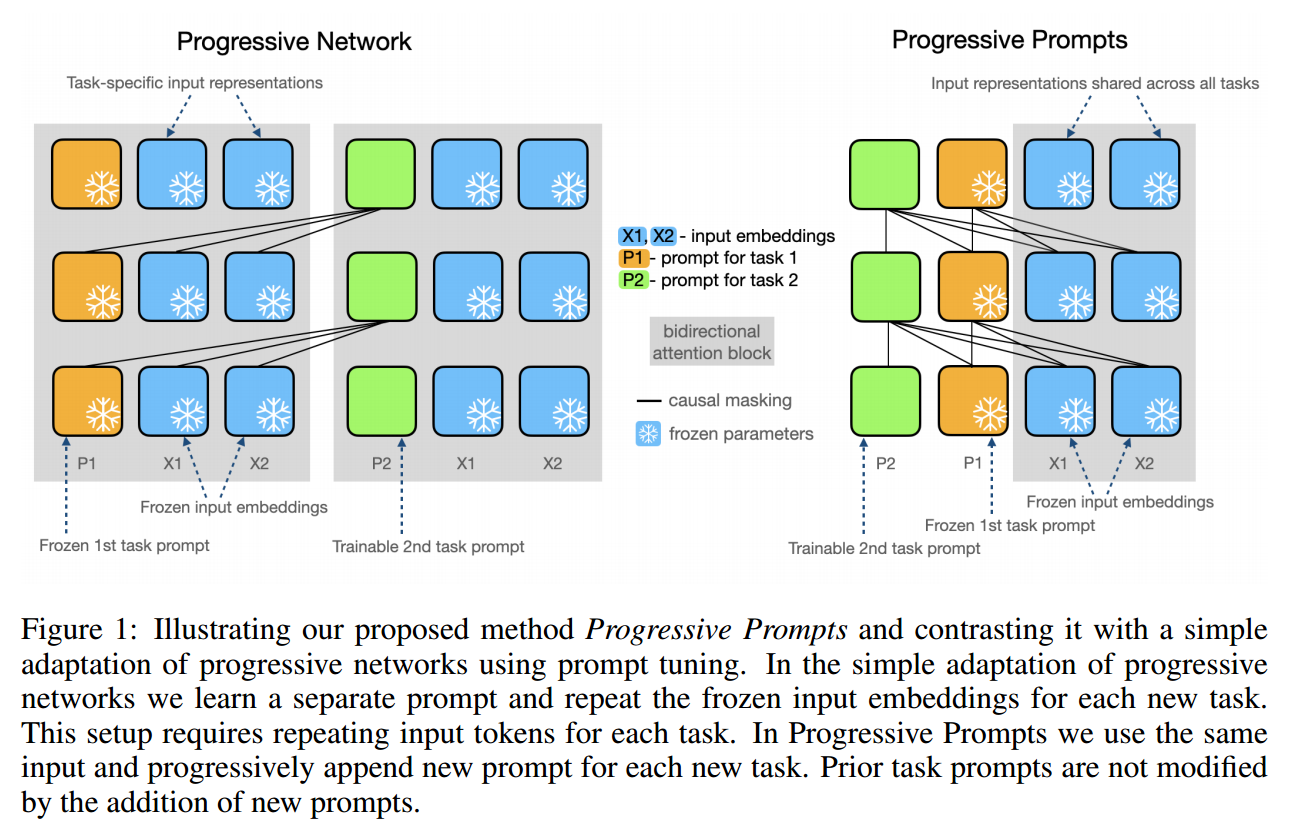 Progressive Network
Progressive Prompts
Task-specific input representations
Input representations shared across all tasks
X1, X2 - input embeddings
P1 - prompt for task 1
P2 - prompt for task 2
bidirectional
attention block
causal masking
frozen parameters
P1 X1 X2 P2 X1 X2
P2 P1 X1 X2
Frozen input embeddings
Frozen 1st task prompt
Trainable 2nd task prompt
Frozen input embeddings
Frozen 1st task prompt
Trainable 2nd task prompt
Figure 1: Illustrating our proposed method Progressive Prompts and contrasting it with a simple
adaptation of progressive networks using prompt tuning. In the simple adaptation of progressive
networks we learn a separate prompt and repeat the frozen input embeddings for each new task.
This setup requires repeating input tokens for each task. In Progressive Prompts we use the same
input and progressively append new prompt for each new task. Prior task prompts are not modified
by the addition of new prompts.